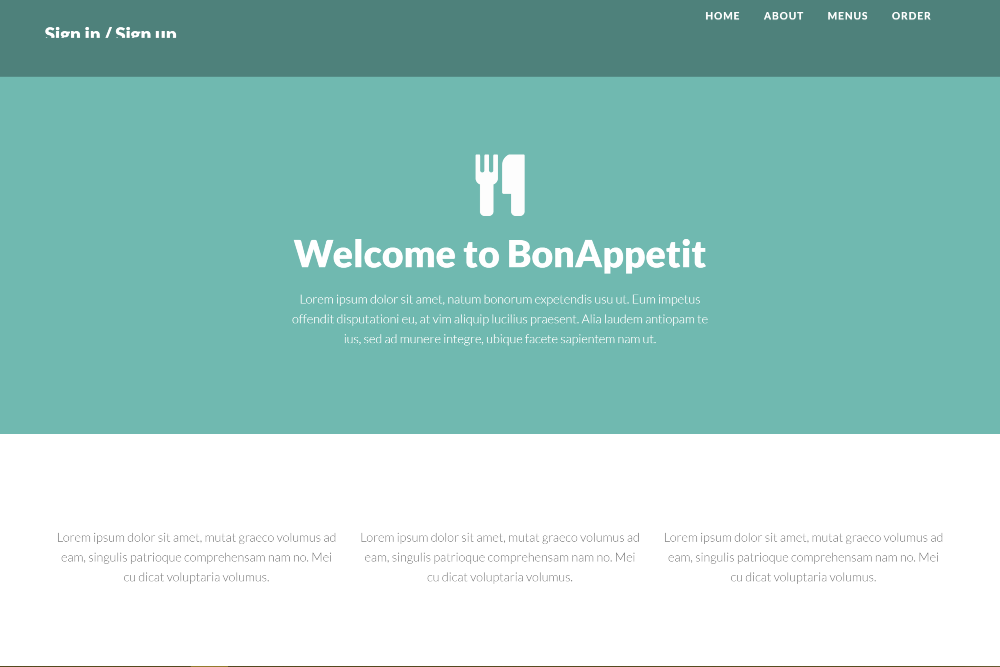 Sign in / Sign up
HOME ABOUT MENUS ORDER
Welcome to BonAppetit
Lorem ipsum dolor sit amet, natum bonorum expetendis usu ut. Eum impetus
offendit disputationi eu, at vim aliquip lucilius praesent. Alia laudem antiopam te
ius, sed ad munere integre, ubique facete sapientem nam ut.
Lorem ipsum dolor sit amet, mutat graeco volumus ad
eam, singulis patrioque comprehensam nam no. Mei
cu dicat voluptaria volumus.
Lorem ipsum dolor sit amet, mutat graeco volumus ad
eam, singulis patrioque comprehensam nam no. Mei
cu dicat voluptaria volumus.
Lorem ipsum dolor sit amet, mutat graeco volumus ad
eam, singulis patrioque comprehensam nam no. Mei
cu dicat voluptaria volumus.